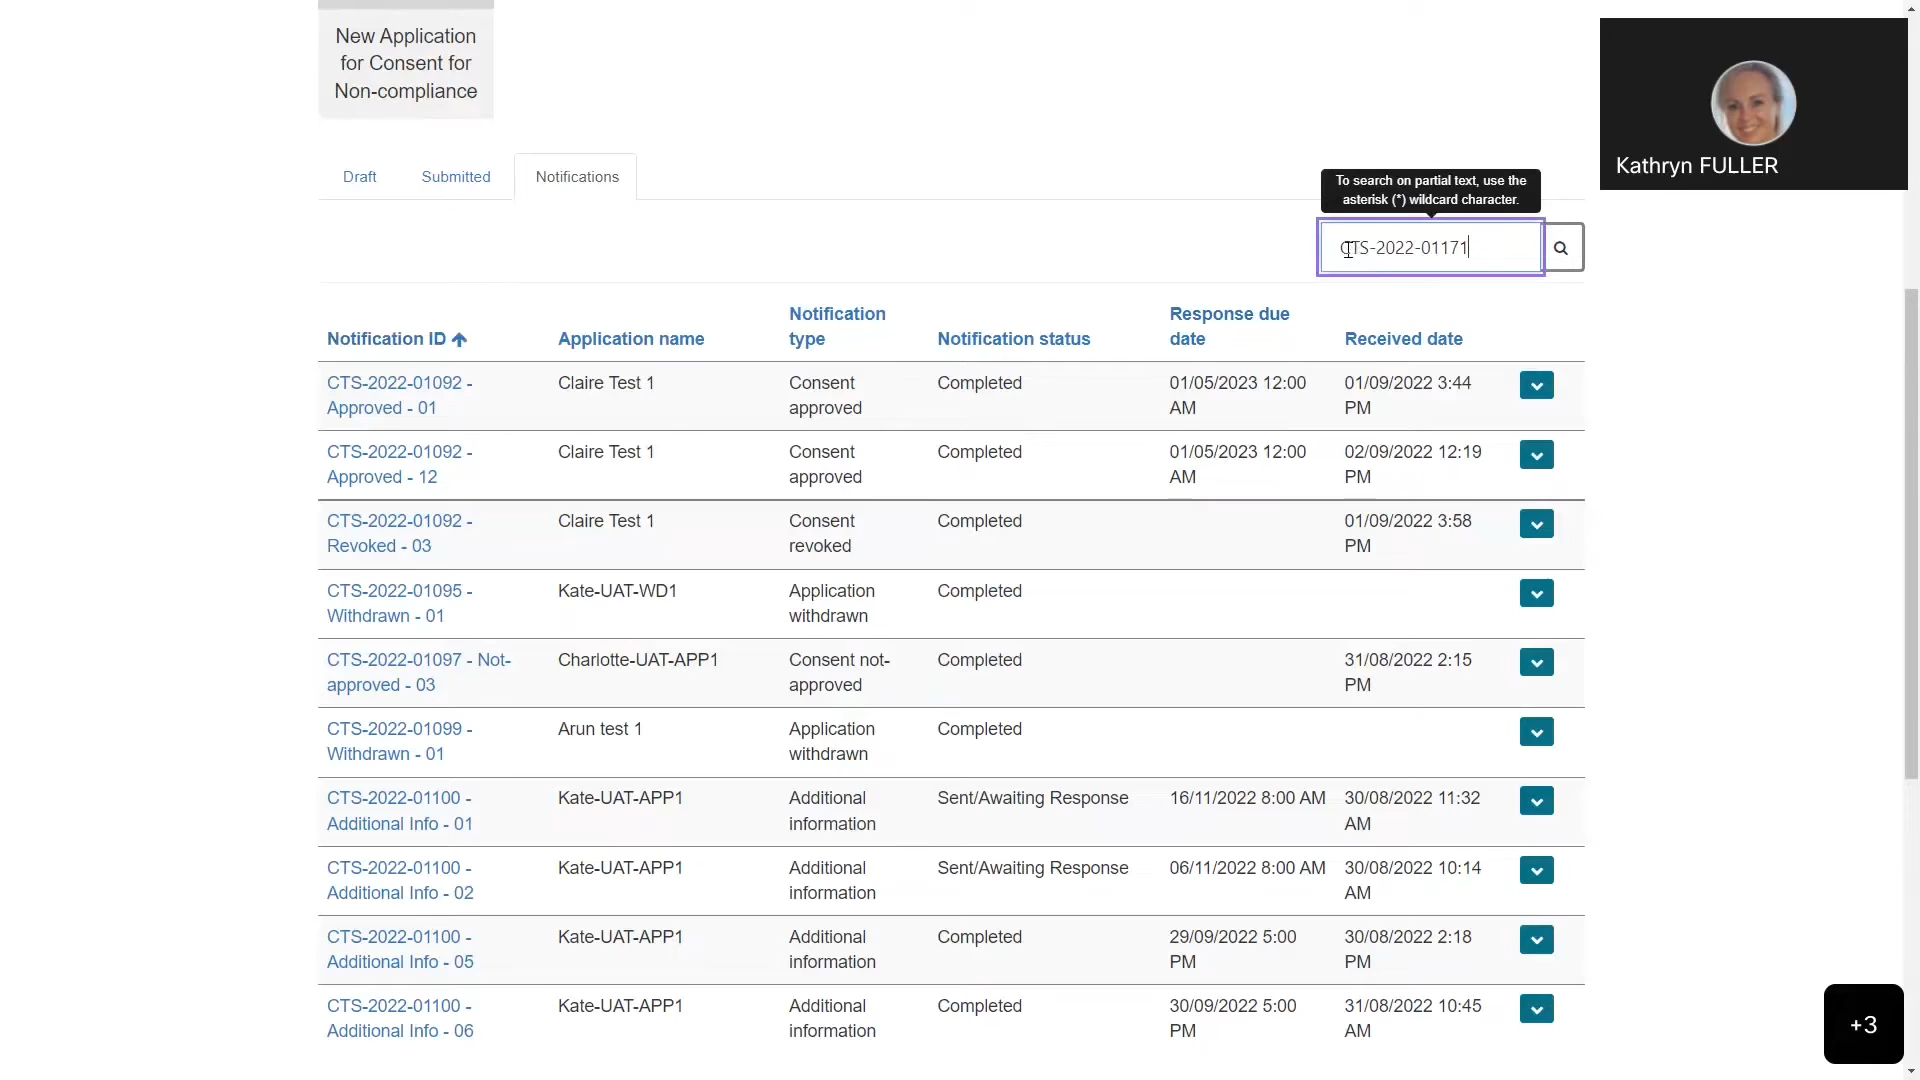 New Application
for Consent for
Non-compliance
Kathryn FULLER
Draft
Submitted
Notifications
To search on partial text, use the
asterisk (*) wildcard character.
CTS-2022-01171
Notification ID
Application name
Notification
type
Notification status
Response due
date
Received date
CTS-2022-01092 -
Approved - 01
Claire Test 1
Consent
approved
Completed
01/05/2023 12:00
AM
01/09/2022 3:44
PM
CTS-2022-01092 -
Approved - 12
Claire Test 1
Consent
approved
Completed
01/05/2023 12:00
AM
02/09/2022 12:19
PM
CTS-2022-01092 -
Revoked - 03
Claire Test 1
Consent
revoked
Completed
01/09/2022 3:58
PM
CTS-2022-01095 -
Withdrawn - 01
Kate-UAT-WD1
Application
withdrawn
Completed
CTS-2022-01097 - Not-
approved - 03
Charlotte-UAT-APP1
Consent not-
approved
Completed
31/08/2022 2:15
PM
CTS-2022-01099 -
Withdrawn - 01
Arun test 1
Application
withdrawn
Completed
CTS-2022-01100 -
Additional Info - 01
Kate-UAT-APP1
Additional
information
Sent/Awaiting Response
16/11/2022 8:00 AM
30/08/2022 11:32
AM
CTS-2022-01100 -
Additional Info - 02
Kate-UAT-APP1
Additional
information
Sent/Awaiting Response
06/11/2022 8:00 AM
30/08/2022 10:14
AM
CTS-2022-01100 -
Additional Info - 05
Kate-UAT-APP1
Additional
information
Completed
29/09/2022 5:00
PM
30/08/2022 2:18
PM
CTS-2022-01100 -
Additional Info - 06
Kate-UAT-APP1
Additional
information
Completed
30/09/2022 5:00
PM
31/08/2022 10:45
AM
+3